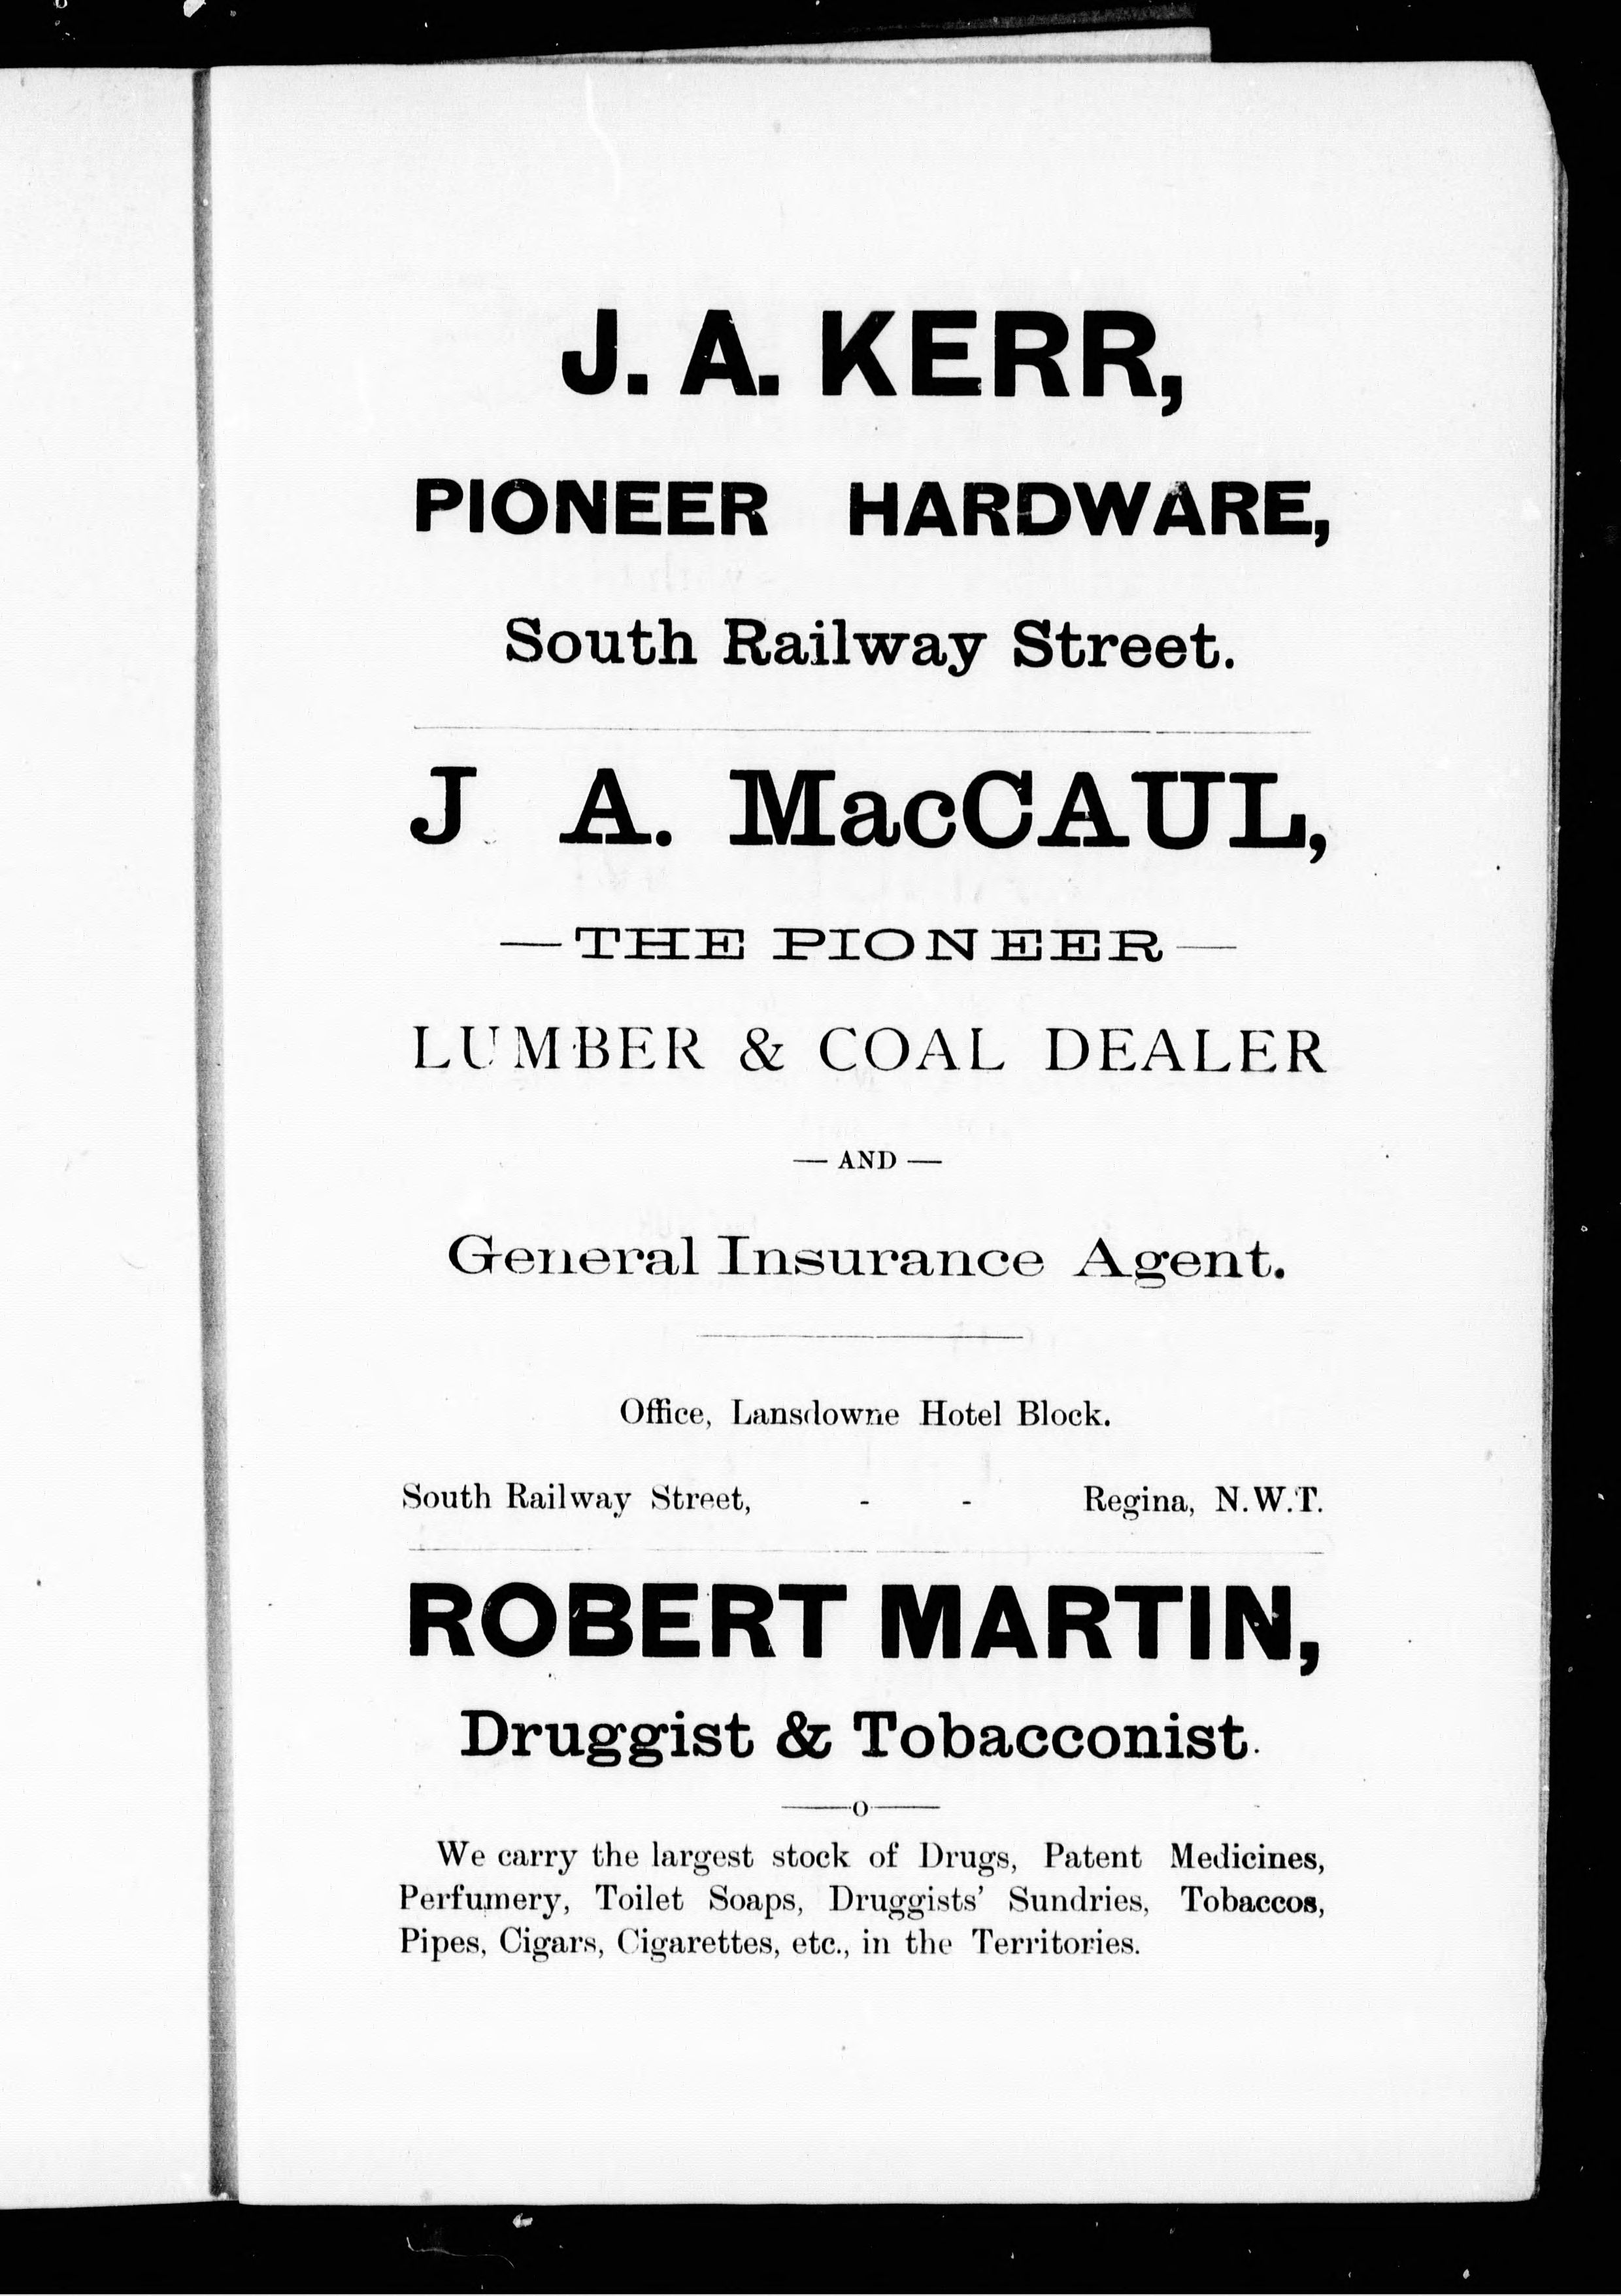 J. A. KERR,
PIONEER HARDWARE,
South Railway Street.
J A. MacCAUL,
—THE PIONEER—
LUMBER & COAL DEALER
— AND —
General Insurance Agent.
Office, Lansdowne Hotel Block.
South Railway Street, - - Regina, N.W.T.
ROBERT MARTIN,
Druggist & Tobacconist.
——o——
We carry the largest stock of Drugs, Patent Medicines,
Perfumery, Toilet Soaps, Druggists' Sundries, Tobaccos,
Pipes, Cigars, Cigarettes, etc., in the Territories.